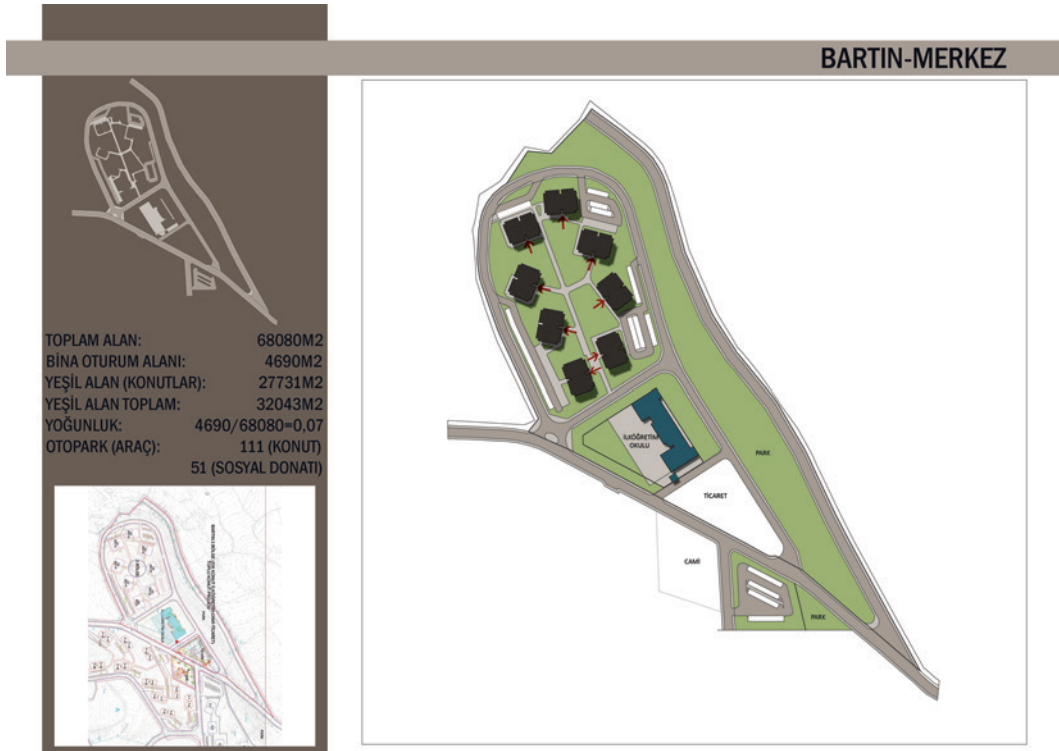 BARTIN-MERKEZ
TOPLAM ALAN: 68080M2
BİNA OTURUM ALANI: 4690M2
YEŞİL ALAN (KONUTLAR): 27731M2
YEŞİL ALAN TOPLAM: 32043M2
YOĞUNLUK: 4690/68080=0,07
OTOPARK (ARAÇ): 111 (KONUT)
51 (SOSYAL DONATI)
İLKÖĞRETİM
OKULU
PARK
TİCARET
CAMİ
PARK